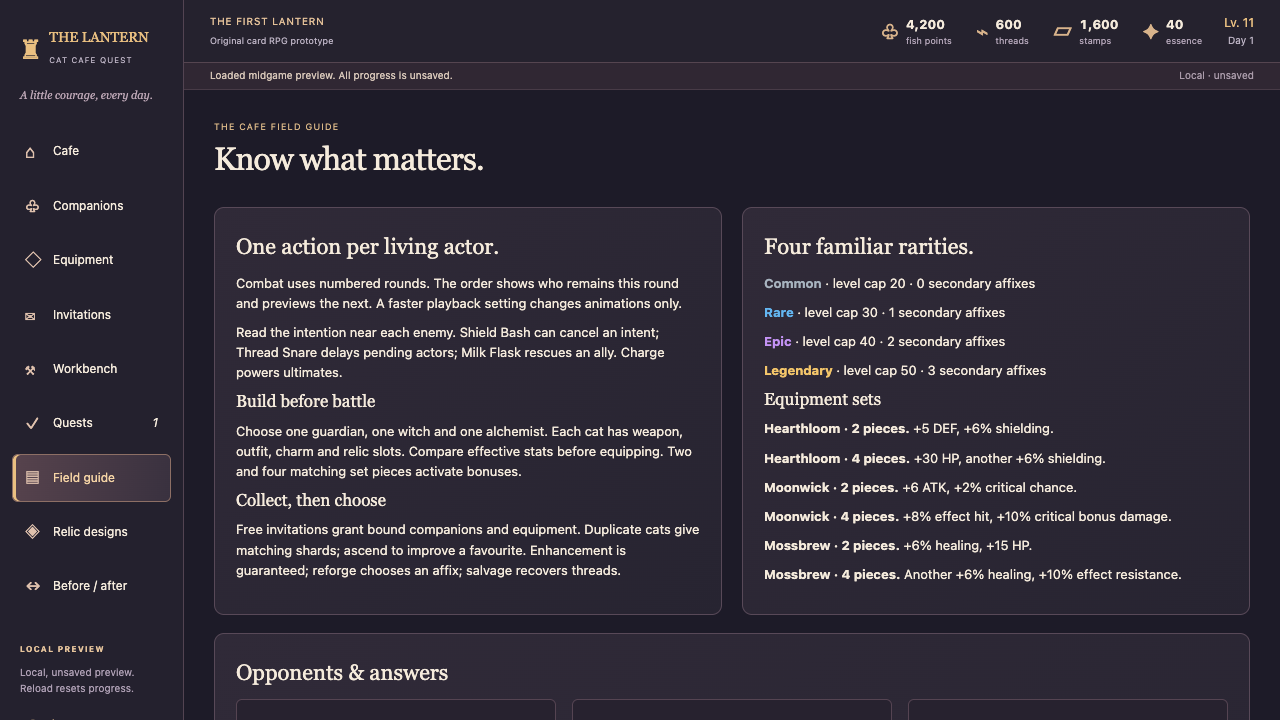 THE LANTERN
CAT CAFE QUEST
A little courage, every day.
Cafe
Companions
Equipment
Invitations
Workbench
Quests 1
Field guide
Relic designs
Before / after
LOCAL PREVIEW
Local, unsaved preview.
Reload resets progress.
THE FIRST LANTERN
Original card RPG prototype
4,200
fish points
600
threads
1,600
stamps
40
essence
Lv. 11
Day 1
Loaded midgame preview. All progress is unsaved.
Local · unsaved
THE CAFE FIELD GUIDE
Know what matters.
One action per living actor.
Combat uses numbered rounds. The order shows who remains this round
and previews the next. A faster playback setting changes animations only.
Read the intention near each enemy. Shield Bash can cancel an intent;
Thread Snare delays pending actors; Milk Flask rescues an ally. Charge
powers ultimates.
Build before battle
Choose one guardian, one witch and one alchemist. Each cat has weapon,
outfit, charm and relic slots. Compare effective stats before equipping. Two
and four matching set pieces activate bonuses.
Collect, then choose
Free invitations grant bound companions and equipment. Duplicate cats give
matching shards; ascend to improve a favourite. Enhancement is
guaranteed; reforge chooses an affix; salvage recovers threads.
Four familiar rarities.
Common · level cap 20 · 0 secondary affixes
Rare · level cap 30 · 1 secondary affixes
Epic · level cap 40 · 2 secondary affixes
Legendary · level cap 50 · 3 secondary affixes
Equipment sets
Hearthloom · 2 pieces. +5 DEF, +6% shielding.
Hearthloom · 4 pieces. +30 HP, another +6% shielding.
Moonwick · 2 pieces. +6 ATK, +2% critical chance.
Moonwick · 4 pieces. +8% effect hit, +10% critical bonus damage.
Mossbrew · 2 pieces. +6% healing, +15 HP.
Mossbrew · 4 pieces. Another +6% healing, +10% effect resistance.
Opponents & answers